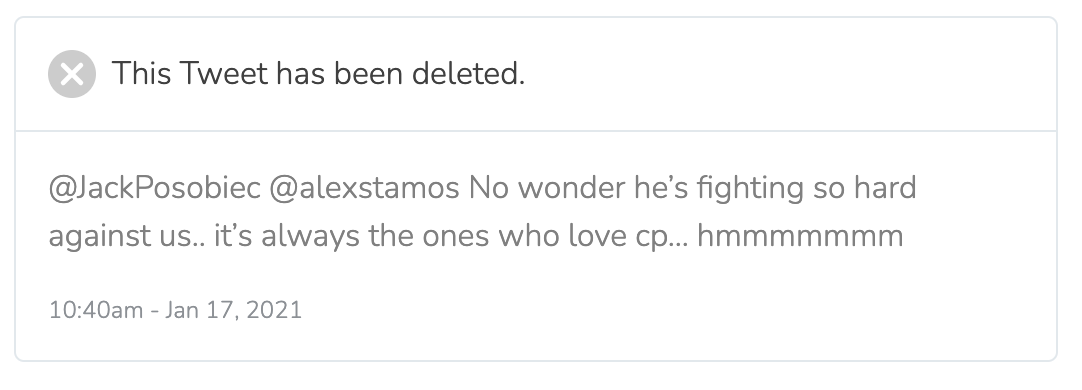 This Tweet has been deleted.
@JackPosobiec @alexstamos No wonder he’s fighting so hard
against us.. it’s always the ones who love cp... hmmmmmmm
10:40am - Jan 17, 2021